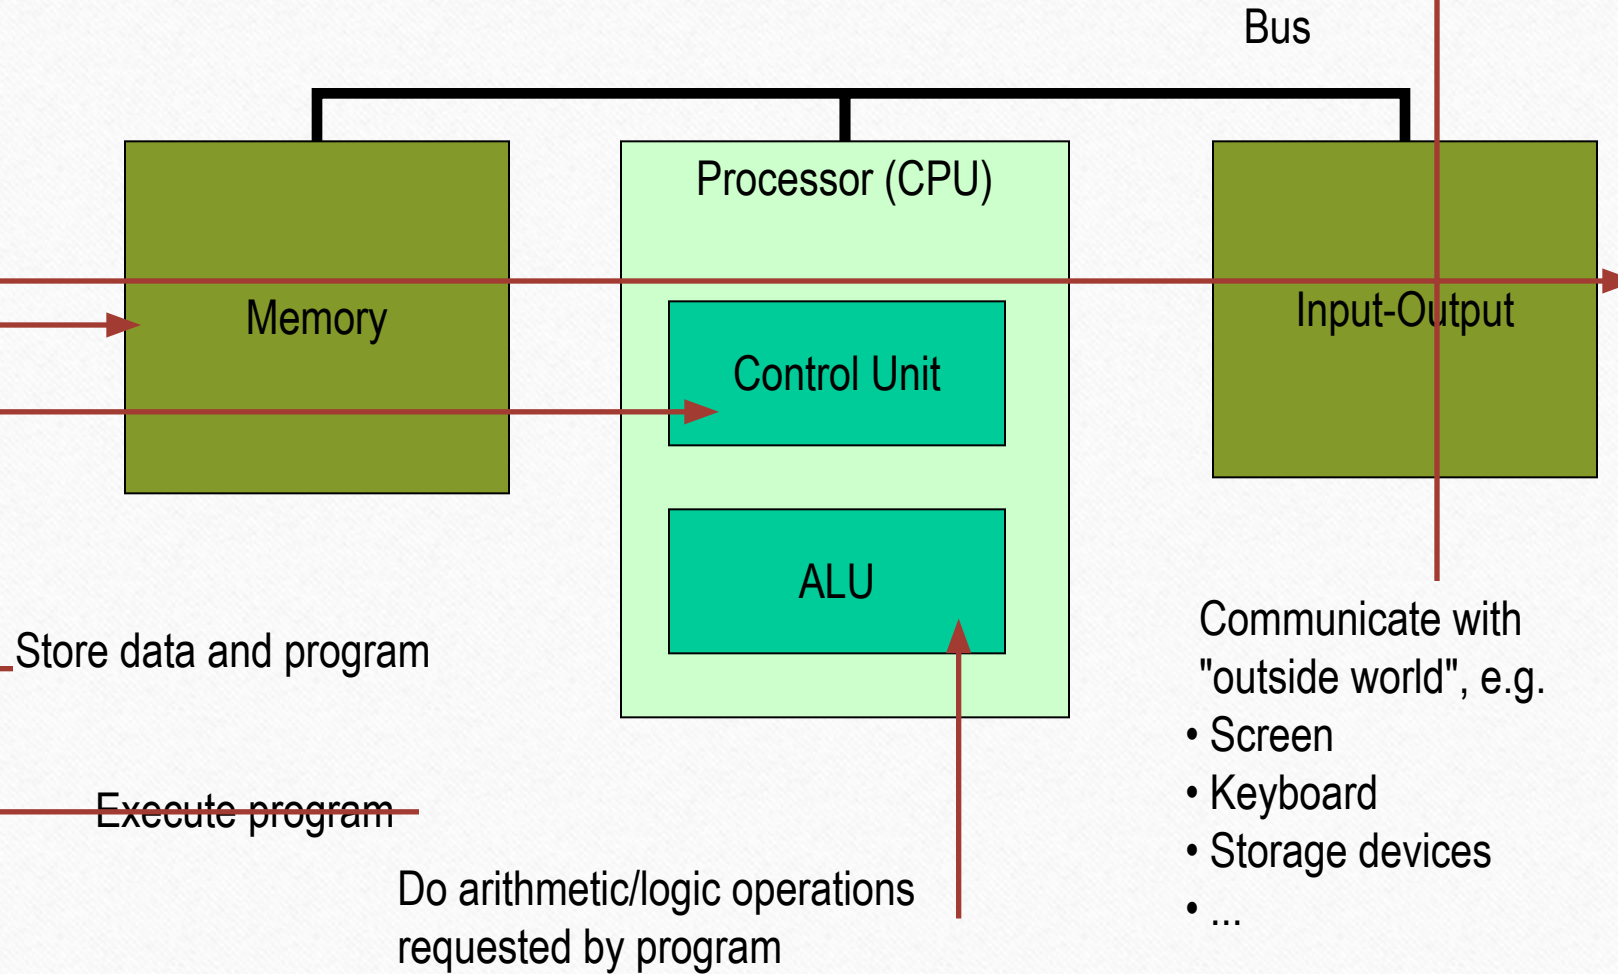 Bus
Processor (CPU)
Memory
Input-Output
Control Unit
ALU
Store data and program
Execute program
Do arithmetic/logic operations
requested by program
Communicate with
"outside world", e.g.
• Screen
• Keyboard
• Storage devices
• ...